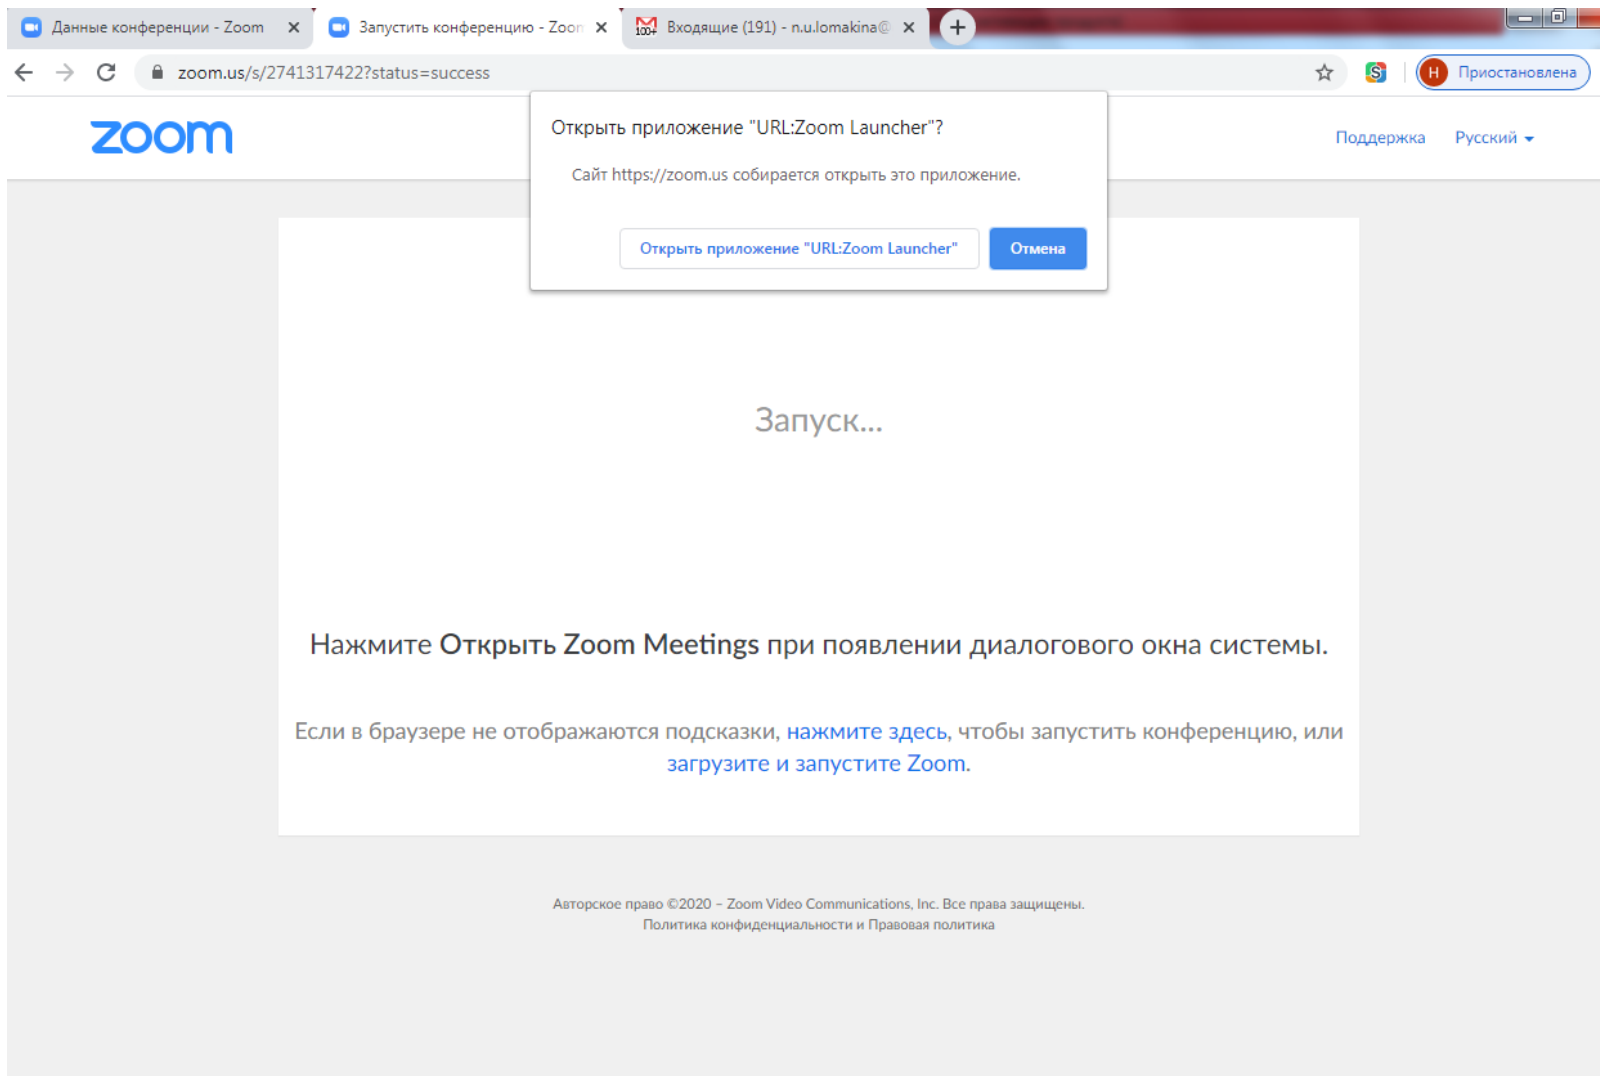 Данные конференции - Zoom
Запустить конференцию - Zoon
100+
Входящие (191) - n.u.lomakina@
zoom.us/s/2741317422?status=success
S
Н Приостановлена
zoom
Поддержка Русский
Открыть приложение "URL:Zoom Launcher"?
Сайт https://zoom.us собирается открыть это приложение.
Открыть приложение "URL:Zoom Launcher" Отмена
Запуск...
Нажмите Открыть Zoom Meetings при появлении диалогового окна системы.
Если в браузере не отображаются подсказки, нажмите здесь, чтобы запустить конференцию, или
загрузите и запустите Zoom.
Авторское право ©2020 – Zoom Video Communications, Inc. Все права защищены.
Политика конфиденциальности и Правовая политика